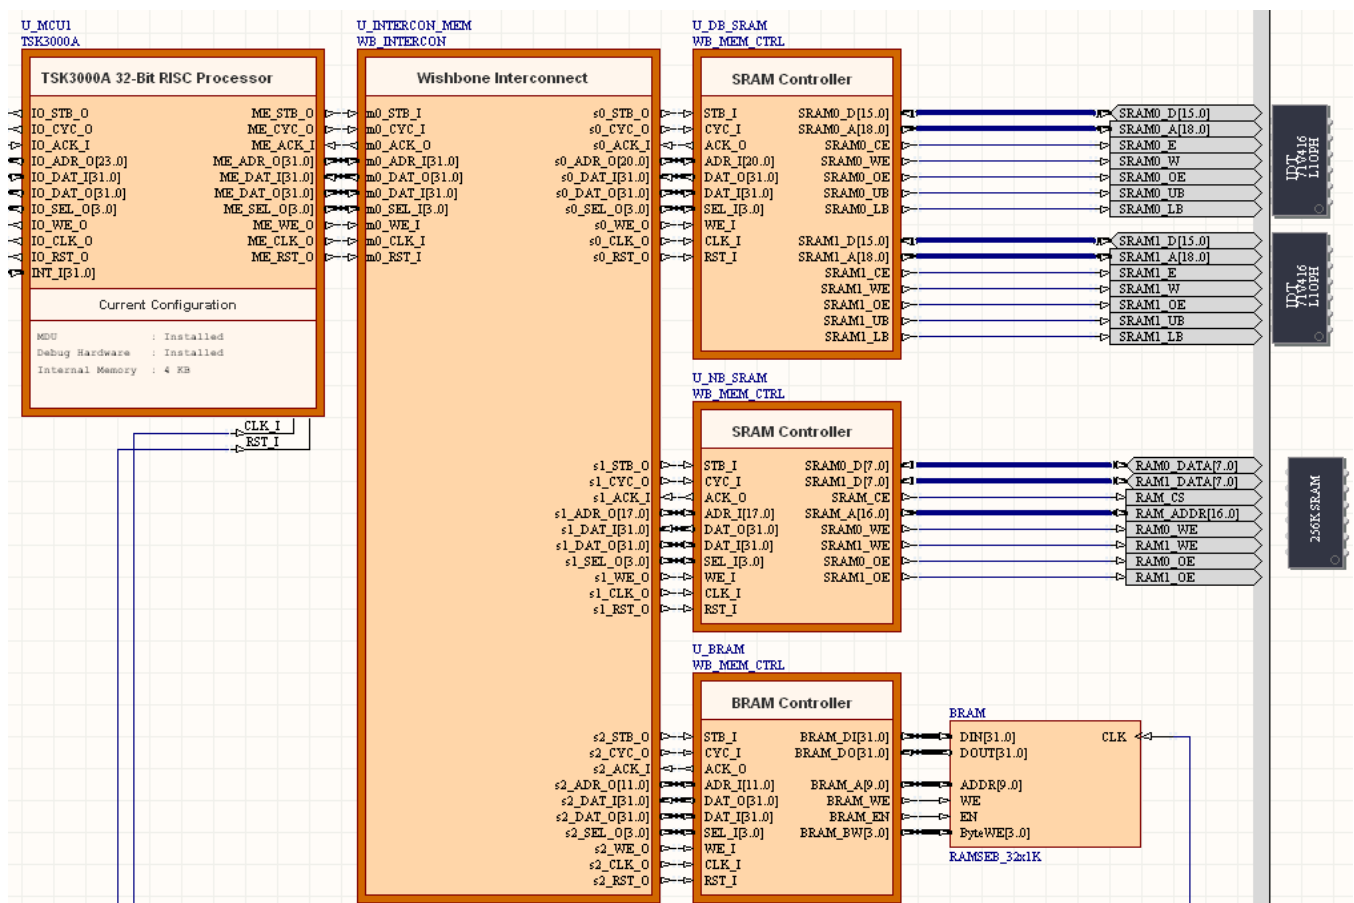 U_MCU1
TSK3000A
TSK3000A 32-Bit RISC Processor
IO_STB_O ME_STB_O
IO_CYC_O ME_CYC_O
IO_ACK_I ME_ACK_I
IO_ADR_O[23..0] ME_ADR_O[31..0]
IO_DAT_I[31..0] ME_DAT_I[31..0]
IO_DAT_O[31..0] ME_DAT_O[31..0]
IO_SEL_O[3..0] ME_SEL_O[3..0]
IO_WE_O ME_WE_O
IO_CLK_O ME_CLK_O
IO_RST_O ME_RST_O
INT_I[31..0]
Current Configuration
MDU : Installed
Debug Hardware : Installed
Internal Memory : 4 KB
CLK_I
RST_I
U_INTERCON_MEM
WB_INTERCON
Wishbone Interconnect
m0_STB_I s0_STB_O
m0_CYC_I s0_CYC_O
m0_ACK_O s0_ACK_I
m0_ADR_I[31..0] s0_ADR_O[20..0]
m0_DAT_O[31..0] s0_DAT_I[31..0]
m0_DAT_I[31..0] s0_DAT_O[31..0]
m0_SEL_I[3..0] s0_SEL_O[3..0]
m0_WE_I s0_WE_O
m0_CLK_I s0_CLK_O
m0_RST_I s0_RST_O
s1_STB_O
s1_CYC_O
s1_ACK_I
s1_ADR_O[17..0]
s1_DAT_I[31..0]
s1_DAT_O[31..0]
s1_SEL_O[3..0]
s1_WE_O
s1_CLK_O
s1_RST_O
s2_STB_O
s2_CYC_O
s2_ACK_I
s2_ADR_O[11..0]
s2_DAT_I[31..0]
s2_DAT_O[31..0]
s2_SEL_O[3..0]
s2_WE_O
s2_CLK_O
s2_RST_O
U_DB_SRAM
WB_MEM_CTRL
SRAM Controller
STB_I SRAM0_D[15..0]
CYC_I SRAM0_A[18..0]
ACK_O SRAM0_CE
ADR_I[20..0] SRAM0_WE
DAT_O[31..0] SRAM0_OE
DAT_I[31..0] SRAM0_UB
SEL_I[3..0] SRAM0_LB
WE_I
CLK_I SRAM1_D[15..0]
RST_I SRAM1_A[18..0]
SRAM1_CE
SRAM1_WE
SRAM1_OE
SRAM1_UB
SRAM1_LB
SRAM0_D[15..0]
SRAM0_A[18..0]
SRAM0_E
SRAM0_W
SRAM0_OE
SRAM0_UB
SRAM0_LB
SRAM1_D[15..0]
SRAM1_A[18..0]
SRAM1_E
SRAM1_W
SRAM1_OE
SRAM1_UB
SRAM1_LB
IDT
71V416
L10PH
IDT
71V416
L10PH
U_NB_SRAM
WB_MEM_CTRL
SRAM Controller
STB_I SRAM0_D[7..0]
CYC_I SRAM1_D[7..0]
ACK_O SRAM_CE
ADR_I[17..0] SRAM_A[16..0]
DAT_O[31..0] SRAM0_WE
DAT_I[31..0] SRAM1_WE
SEL_I[3..0] SRAM0_OE
WE_I SRAM1_OE
CLK_I
RST_I
RAM0_DATA[7..0]
RAM1_DATA[7..0]
RAM_CS
RAM_ADDR[16..0]
RAM0_WE
RAM1_WE
RAM0_OE
RAM1_OE
256K SRAM
U_BRAM
WB_MEM_CTRL
BRAM Controller
STB_I BRAM_DI[31..0]
CYC_I BRAM_DO[31..0]
ACK_O
ADR_I[11..0] BRAM_A[9..0]
DAT_O[31..0] BRAM_WE
DAT_I[31..0] BRAM_EN
SEL_I[3..0] BRAM_BW[3..0]
WE_I
CLK_I
RST_I
BRAM
DIN[31..0] CLK
DOUT[31..0]
ADDR[9..0]
WE
EN
ByteWE[3..0]
RAMSEB_32x1K